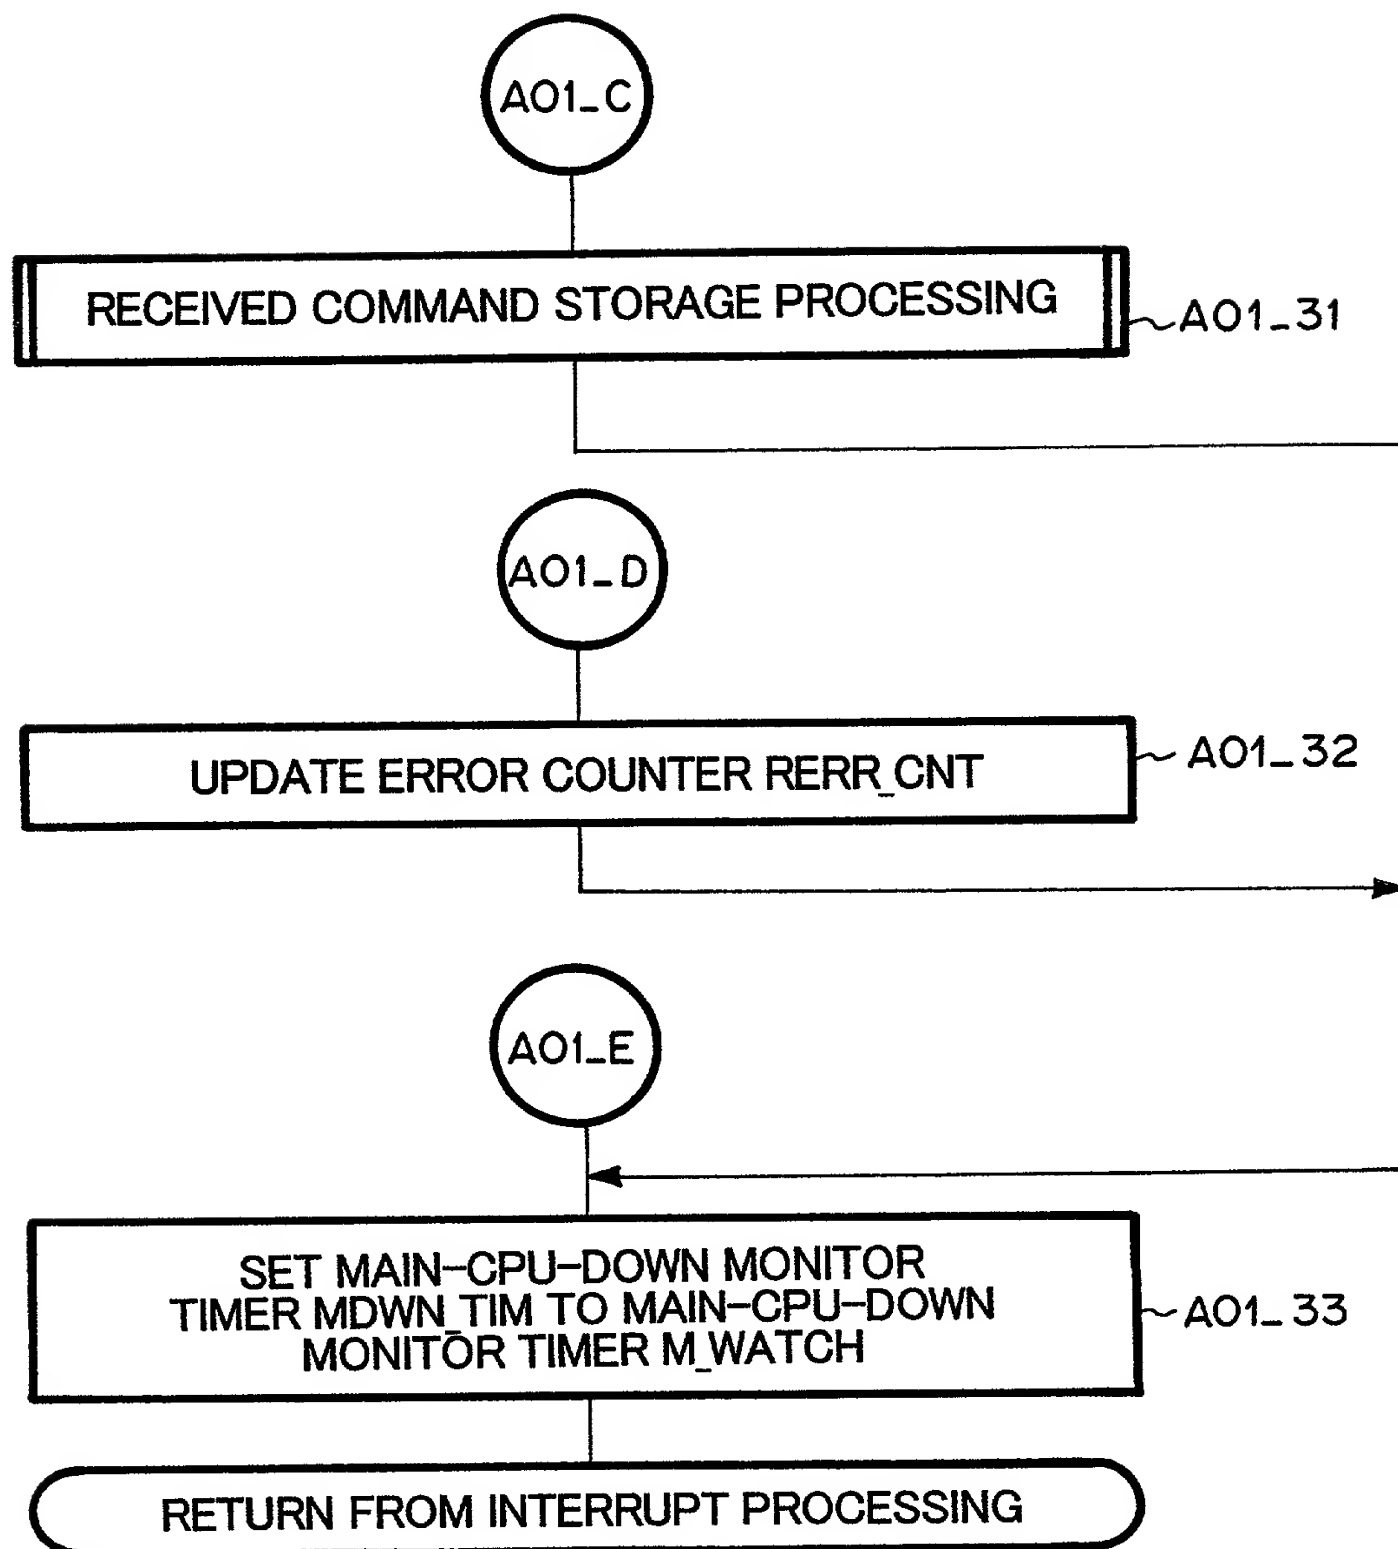 A01_C
RECEIVED COMMAND STORAGE PROCESSING
A01_31
A01_D
UPDATE ERROR COUNTER RERR_CNT
A01_32
A01_E
SET MAIN-CPU-DOWN MONITOR
TIMER MDWN_TIM TO MAIN-CPU-DOWN
MONITOR TIMER M_WATCH
A01_33
RETURN FROM INTERRUPT PROCESSING